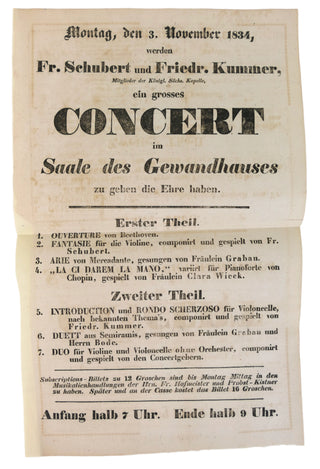 Montag, den 3. November 1834,
werden
Fr. Schubert und Friedr. Kummer,
Mitglieder der Königl. Sächs. Kapelle,
ein grosses
CONCERT
im
Saale des Gewandhauses
zu geben die Ehre haben.
Erster Theil.
1. OUVERTURE von Beethoven.
2. FANTASIE für die Violine, componirt und gespielt von Fr.
Schubert.
3. ARIE von Mercadante, gesungen von Fräulein Grabau.
4. „LA CI DAREM LA MANO,“ variirt für Pianoforte von
Chopin, gespielt von Fräulein Clara Wieck.
Zweiter Theil.
5. INTRODUCTION und RONDO SCHERZOSO für Violoncelle,
nach bekannten Thema's, componirt und gespielt von
Friedr. Kummer.
6. DUETT aus Semiramis, gesungen von Fräulein Grabau und
Herrn Bode.
7. DUO für Violine und Violoncelle ohne Orchester, componirt
und gespielt von den Concertgebern.
Subscriptions-Billets zu 12 Groschen sind bis Montag Mittag in den
Musikalienhandlungen der Hrn. Fr. Hofmeister und Probst-Kistner
zu haben. Später und an der Casse kostet das Billet 16 Groschen.
Anfang halb 7 Uhr. Ende halb 9 Uhr.